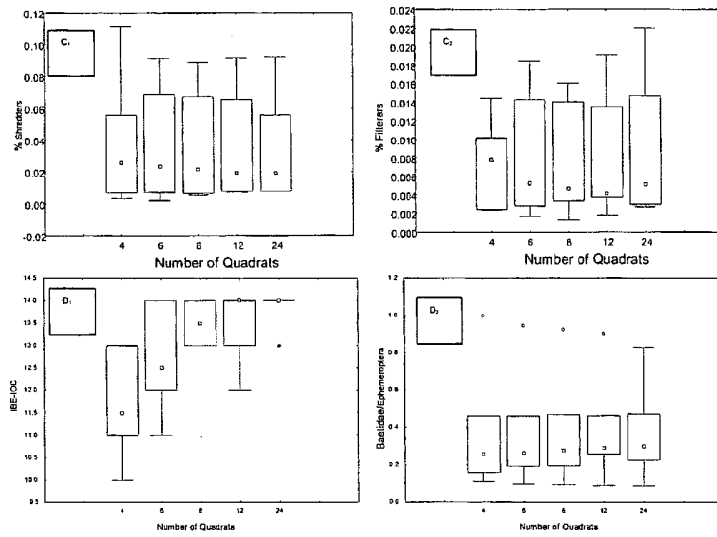 C₁
% Shredders
0.12
0.10
0.08
0.06
0.04
0.02
0.00
-0.02
4 6 8 12 24
Number of Quadrats
C₂
% Filterers
0.024
0.022
0.020
0.018
0.016
0.014
0.012
0.010
0.008
0.006
0.004
0.002
0.000
4 6 8 12 24
Number of Quadrats
D₁
IBE-IOC
14.5
14.0
13.5
13.0
12.5
12.0
11.5
11.0
10.5
10.0
9.5
4 6 8 12 24
Number of Quadrats
D₂
Baetidae/Ephemeroptera
1.2
1.0
0.8
0.6
0.4
0.2
0.0
4 6 8 12 24
Number of Quadrats